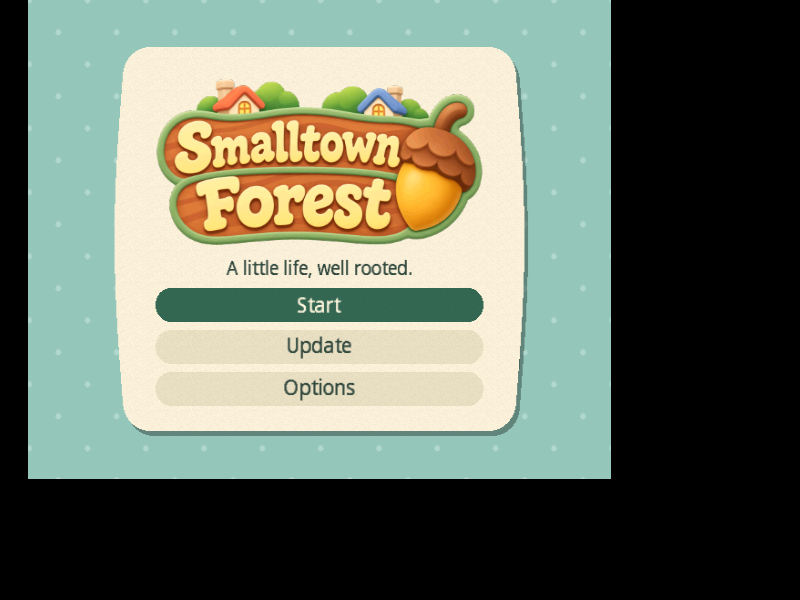 Smalltown
Forest
A little life, well rooted.
Start
Update
Options